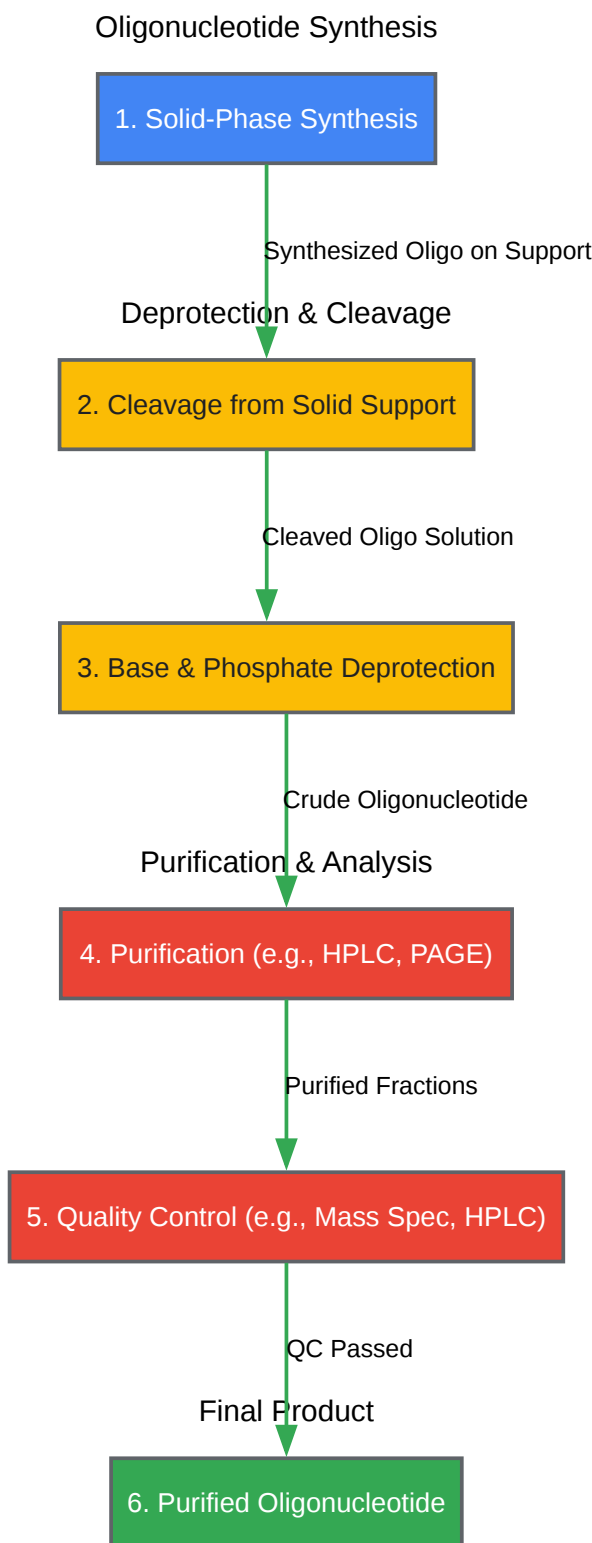 Oligonucleotide Synthesis
1. Solid-Phase Synthesis
Synthesized Oligo on Support
Deprotection & Cleavage
2. Cleavage from Solid Support
Cleaved Oligo Solution
3. Base & Phosphate Deprotection
Crude Oligonucleotide
Purification & Analysis
4. Purification (e.g., HPLC, PAGE)
Purified Fractions
5. Quality Control (e.g., Mass Spec, HPLC)
QC Passed
Final Product
6. Purified Oligonucleotide